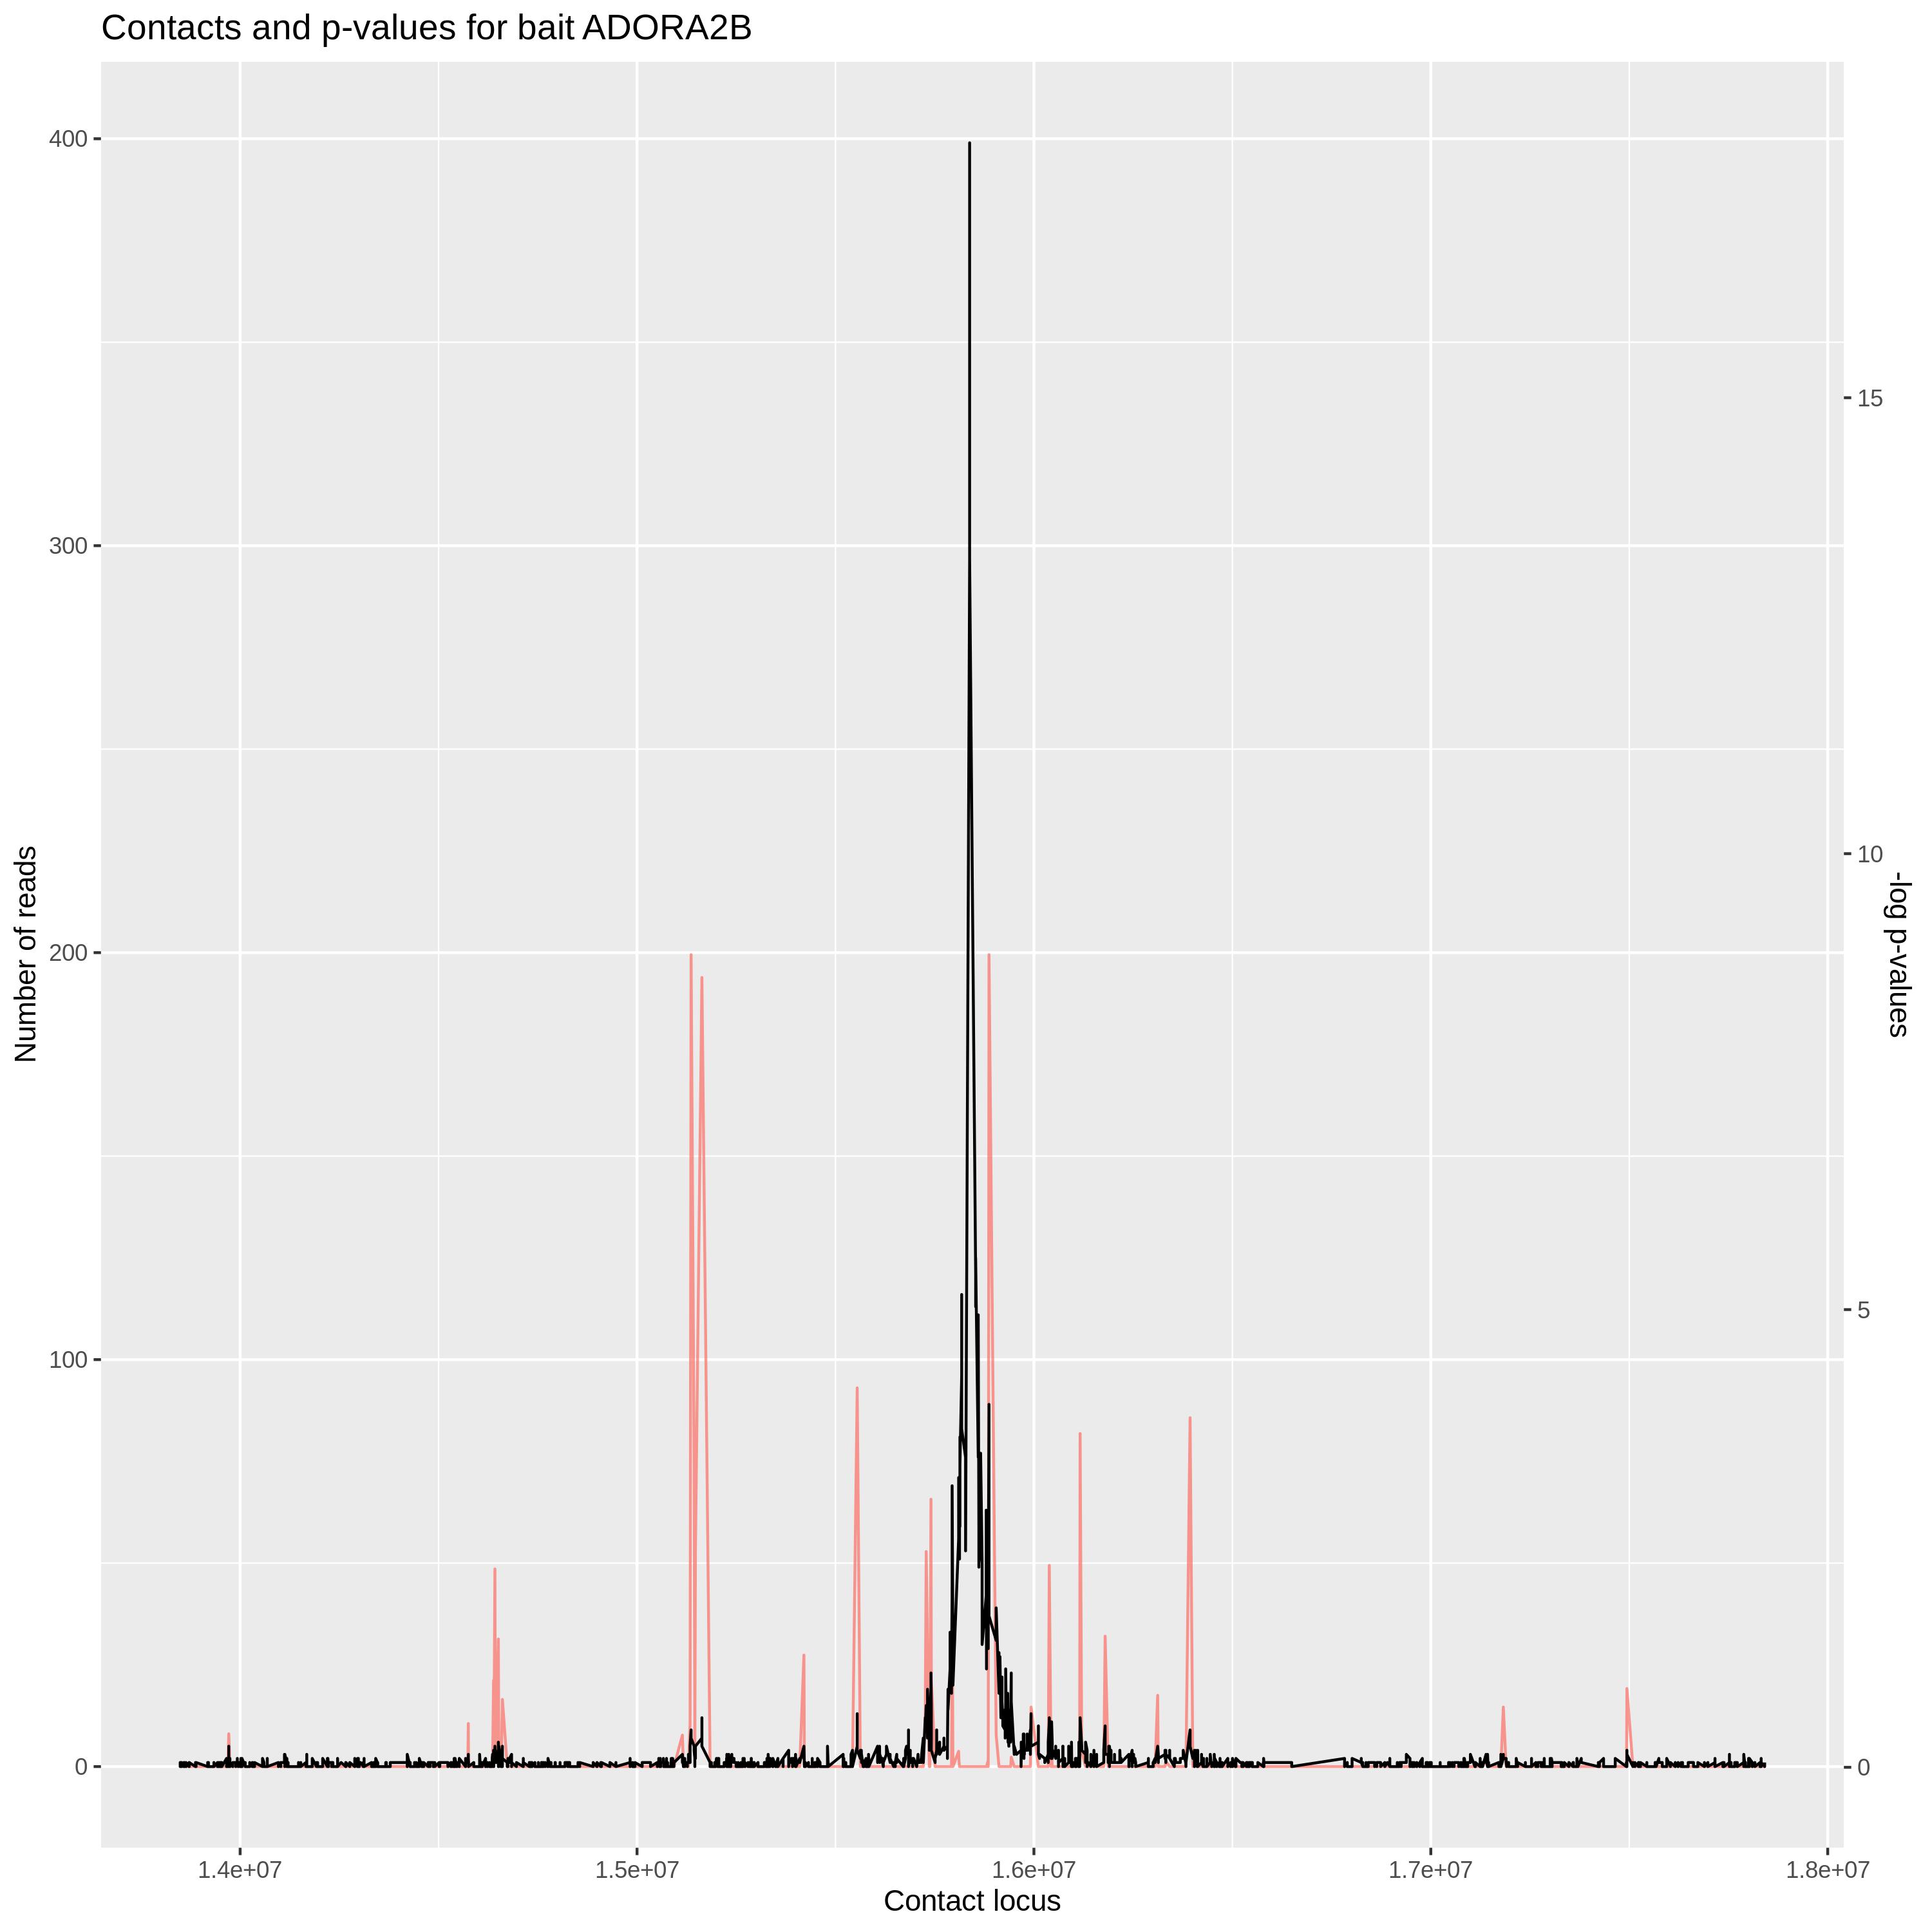 Contacts and p-values for bait ADORA2B
400
300
200
100
0
Number of reads
15
10
5
0
-log p-values
1.4e+07
1.5e+07
1.6e+07
1.7e+07
1.8e+07
Contact locus